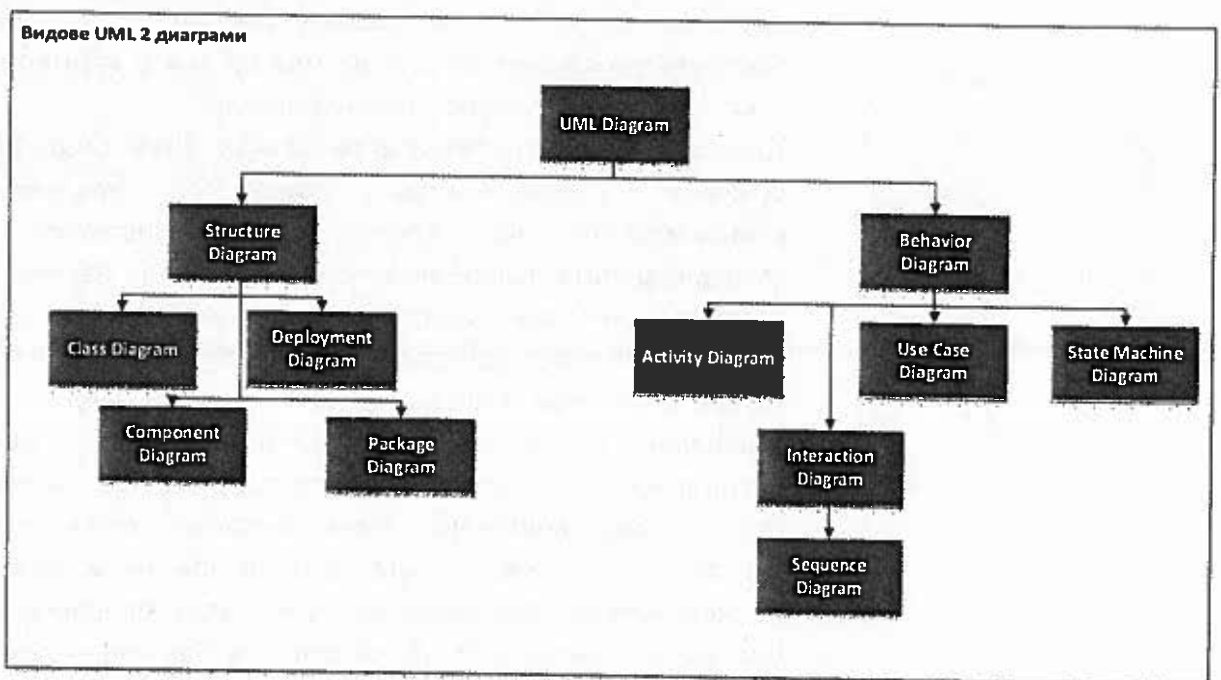 Видове UML 2 диаграми
UML Diagram
Structure
Diagram
Behavior
Diagram
Class Diagram
Deployment
Diagram
Activity Diagram
Use Case
Diagram
State Machine
Diagram
Component
Diagram
Package
Diagram
Interaction
Diagram
Sequence
Diagram